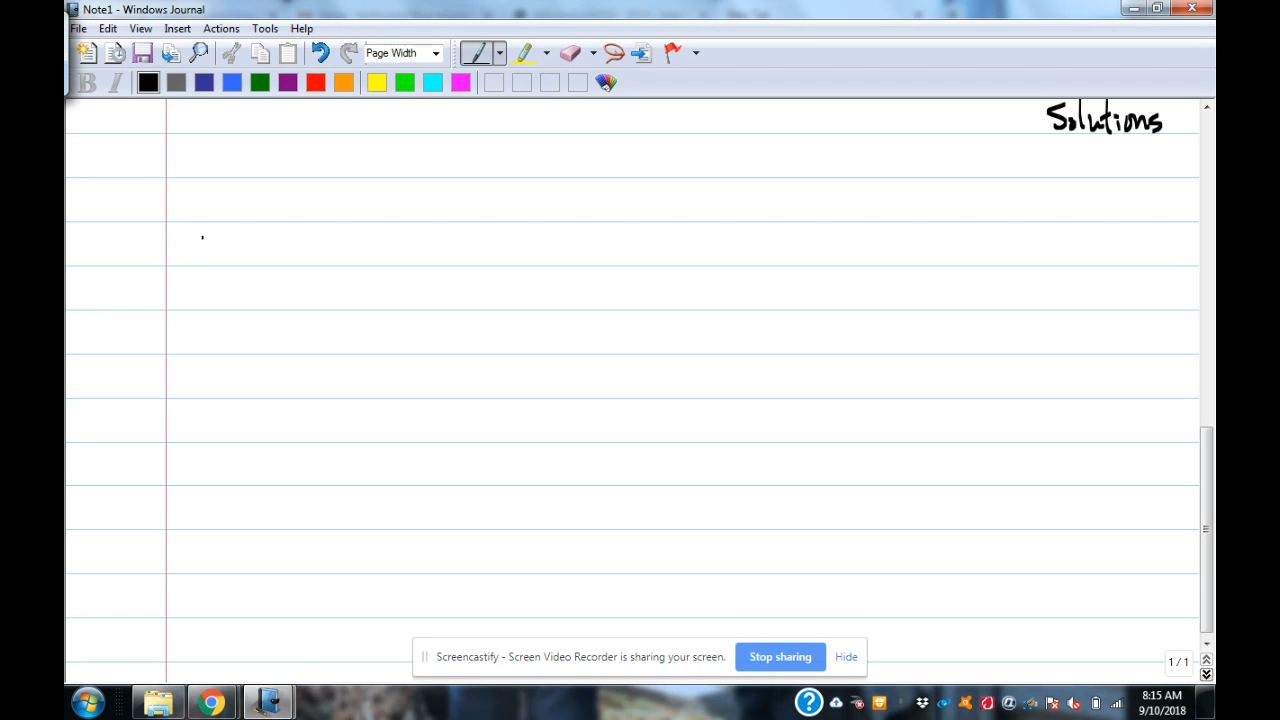 Note1 - Windows Journal
File Edit View Insert Actions Tools Help
Page Width
B I
Solutions
Screencastify - Screen Video Recorder is sharing your screen. Stop sharing Hide
1 / 1
8:15 AM
9/10/2018